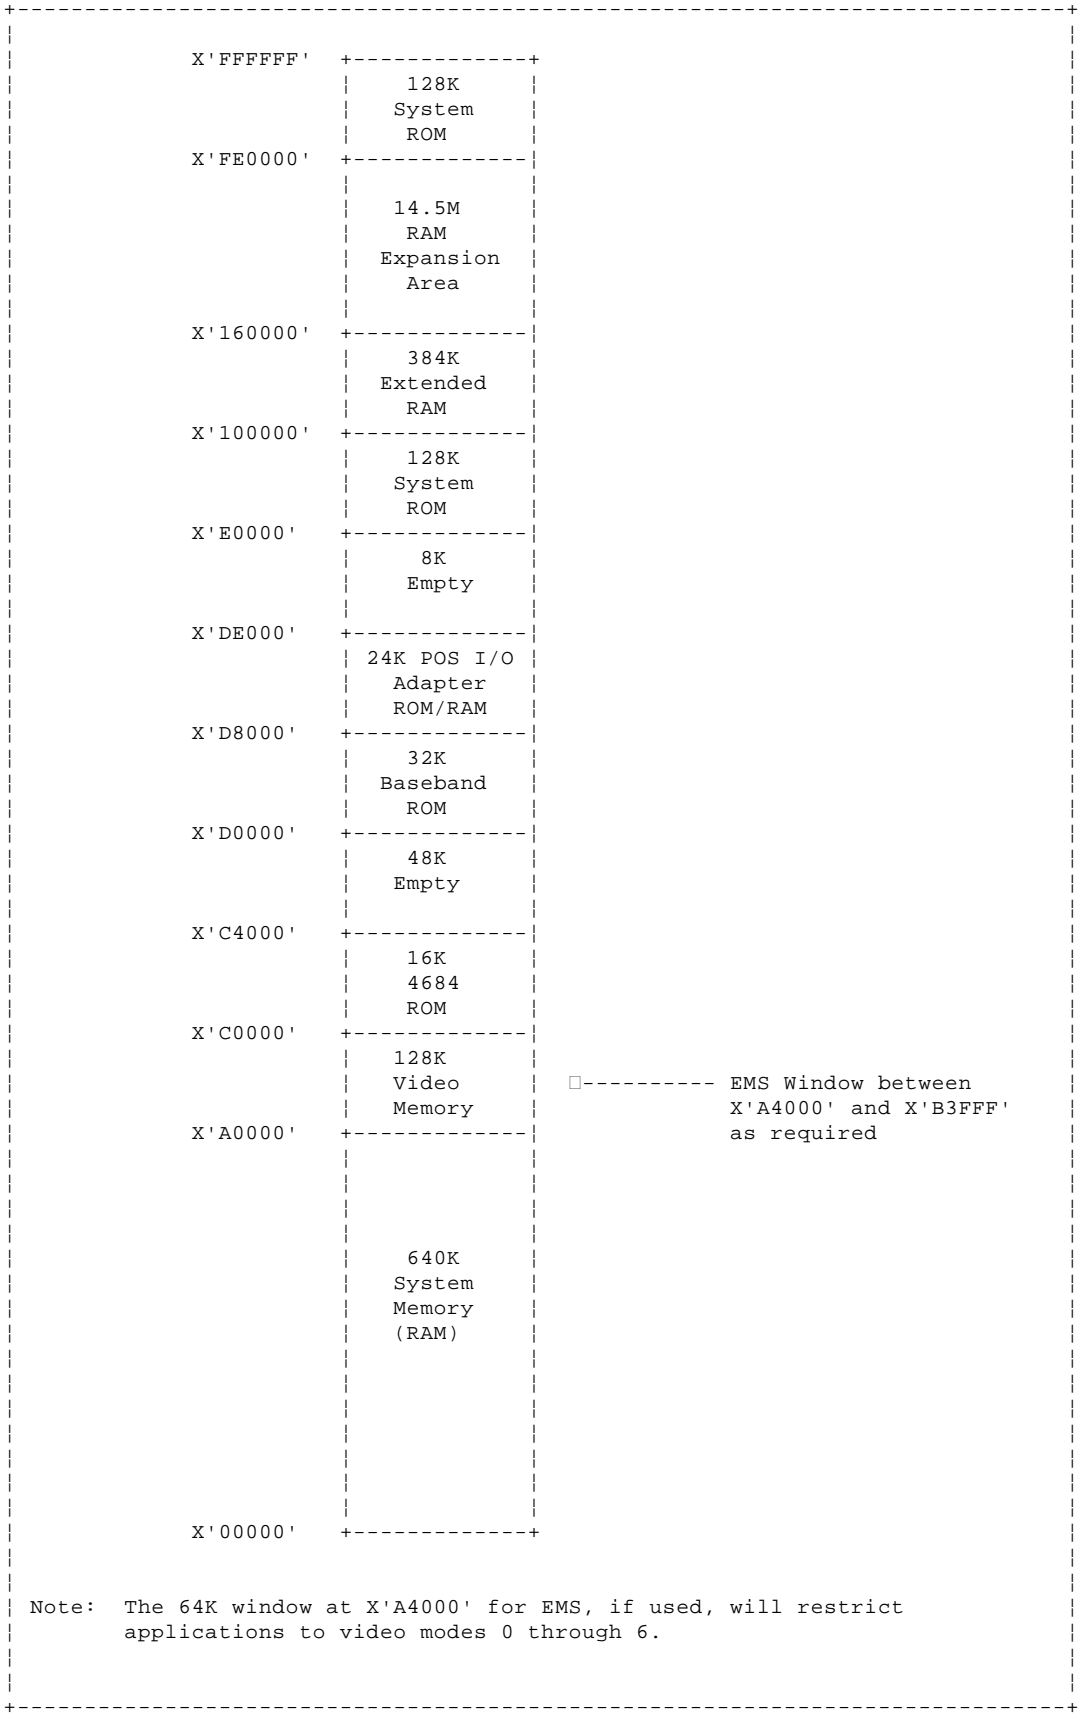 X'FFFFFF'
128K
System
ROM
X'FE0000'
14.5M
RAM
Expansion
Area
X'160000'
384K
Extended
RAM
X'100000'
128K
System
ROM
X'E0000'
8K
Empty
X'DE000'
24K POS I/O
Adapter
ROM/RAM
X'D8000'
32K
Baseband
ROM
X'D0000'
48K
Empty
X'C4000'
16K
4684
ROM
X'C0000'
128K
Video EMS Window between
Memory X'A4000' and X'B3FFF'
X'A0000' as required
640K
System
Memory
(RAM)
X'00000'
Note: The 64K window at X'A4000' for EMS, if used, will restrict
applications to video modes 0 through 6.